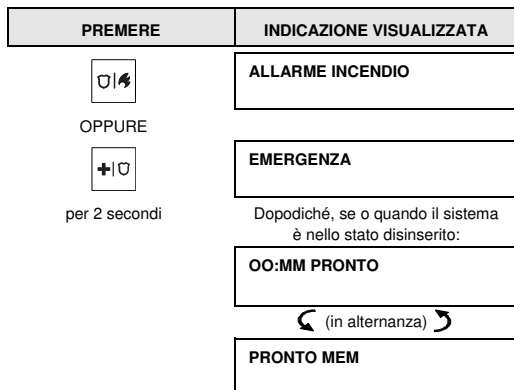 PREMERE
INDICAZIONE VISUALIZZATA
ALLARME INCENDIO
OPPURE
EMERGENZA
per 2 secondi
Dopodiché, se o quando il sistema
è nello stato disinserito:
OO:MM PRONTO
(in alternanza)
PRONTO MEM